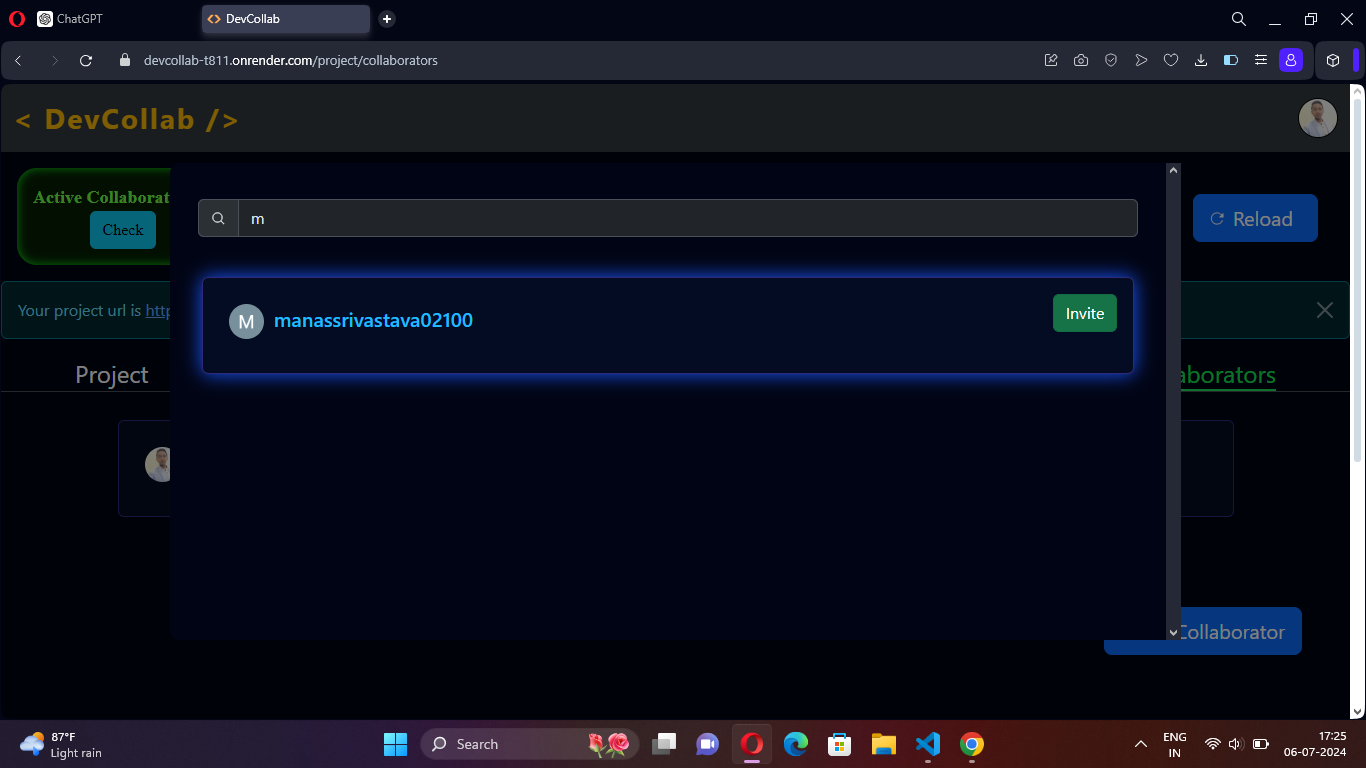 ChatGPT
DevCollab
devcollab-t811.onrender.com/project/collaborators
< DevCollab />
Active Collaborat
Check
m
Reload
Your project url is http
M
manassrivastava02100
Invite
Project
aborators
Collaborator
87°F
Light rain
Search
ENG
IN
17:25
06-07-2024